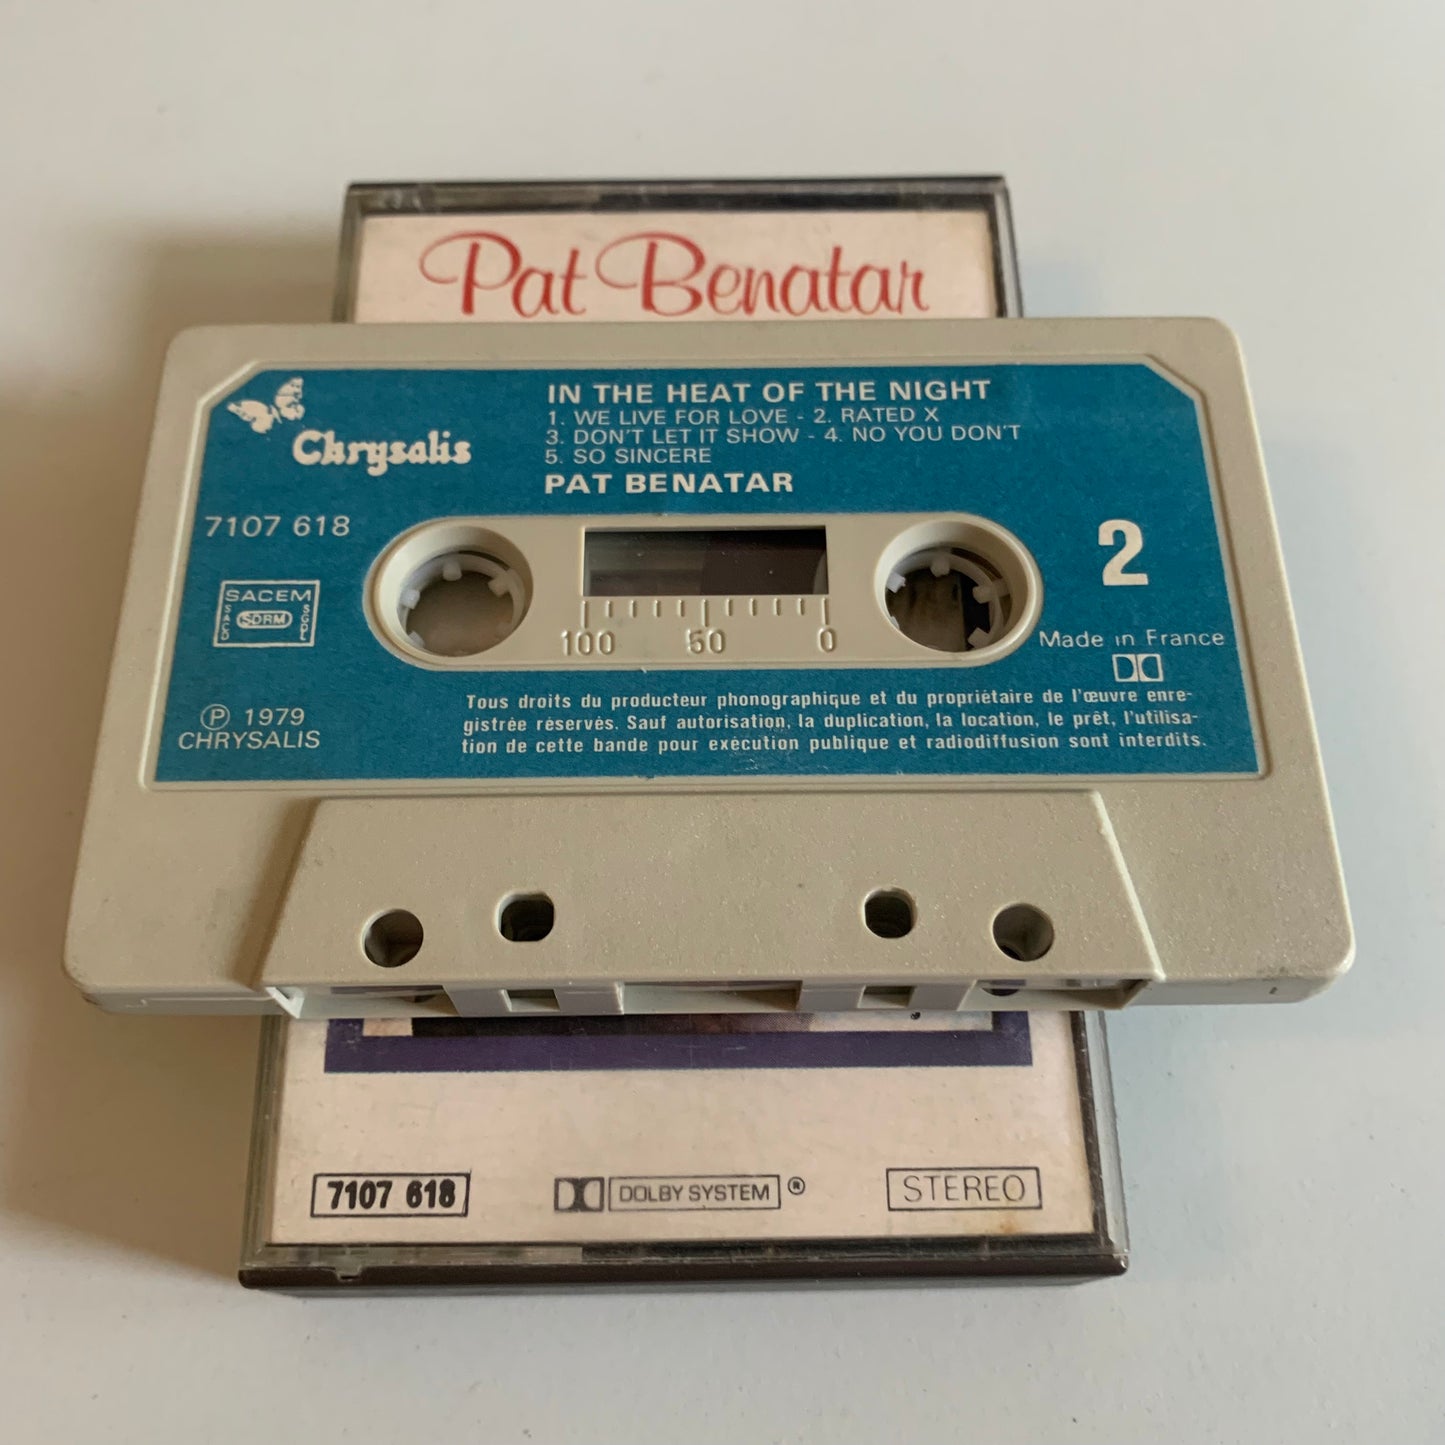 Pat Benatar
Chrysalis
IN THE HEAT OF THE NIGHT
1. WE LIVE FOR LOVE - 2. RATED X
3. DON'T LET IT SHOW - 4. NO YOU DON'T
5. SO SINCERE
PAT BENATAR
7107 618
2
SACEM
SACD
SDRM
SGDL
100 50 0
Made in France
Ⓟ 1979
CHRYSALIS
Tous droits du producteur phonographique et du propriétaire de l'œuvre enre-
gistrée réservés. Sauf autorisation, la duplication, la location, le prêt, l'utilisa-
tion de cette bande pour exécution publique et radiodiffusion sont interdits.
7107 618
DOLBY SYSTEM ®
STEREO